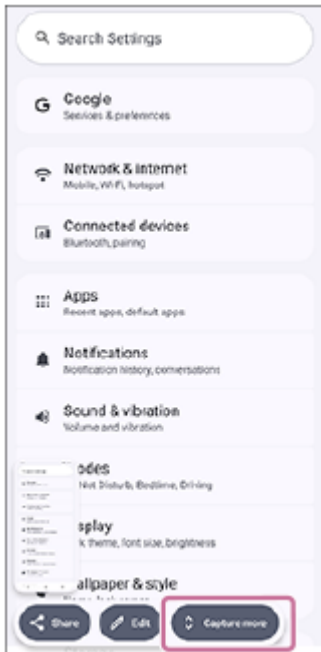 Search Settings
Google
Services & preferences
Network & internet
Mobile, Wi-Fi, hotspot
Connected devices
Bluetooth, pairing
Apps
Recent apps, default apps
Notifications
Notification history, conversations
Sound & vibration
Volume and vibration
odes
Not Disturb, Bedtime, Driving
splay
k theme, font size, brightness
allpaper & style
Share
Edit
Capture more